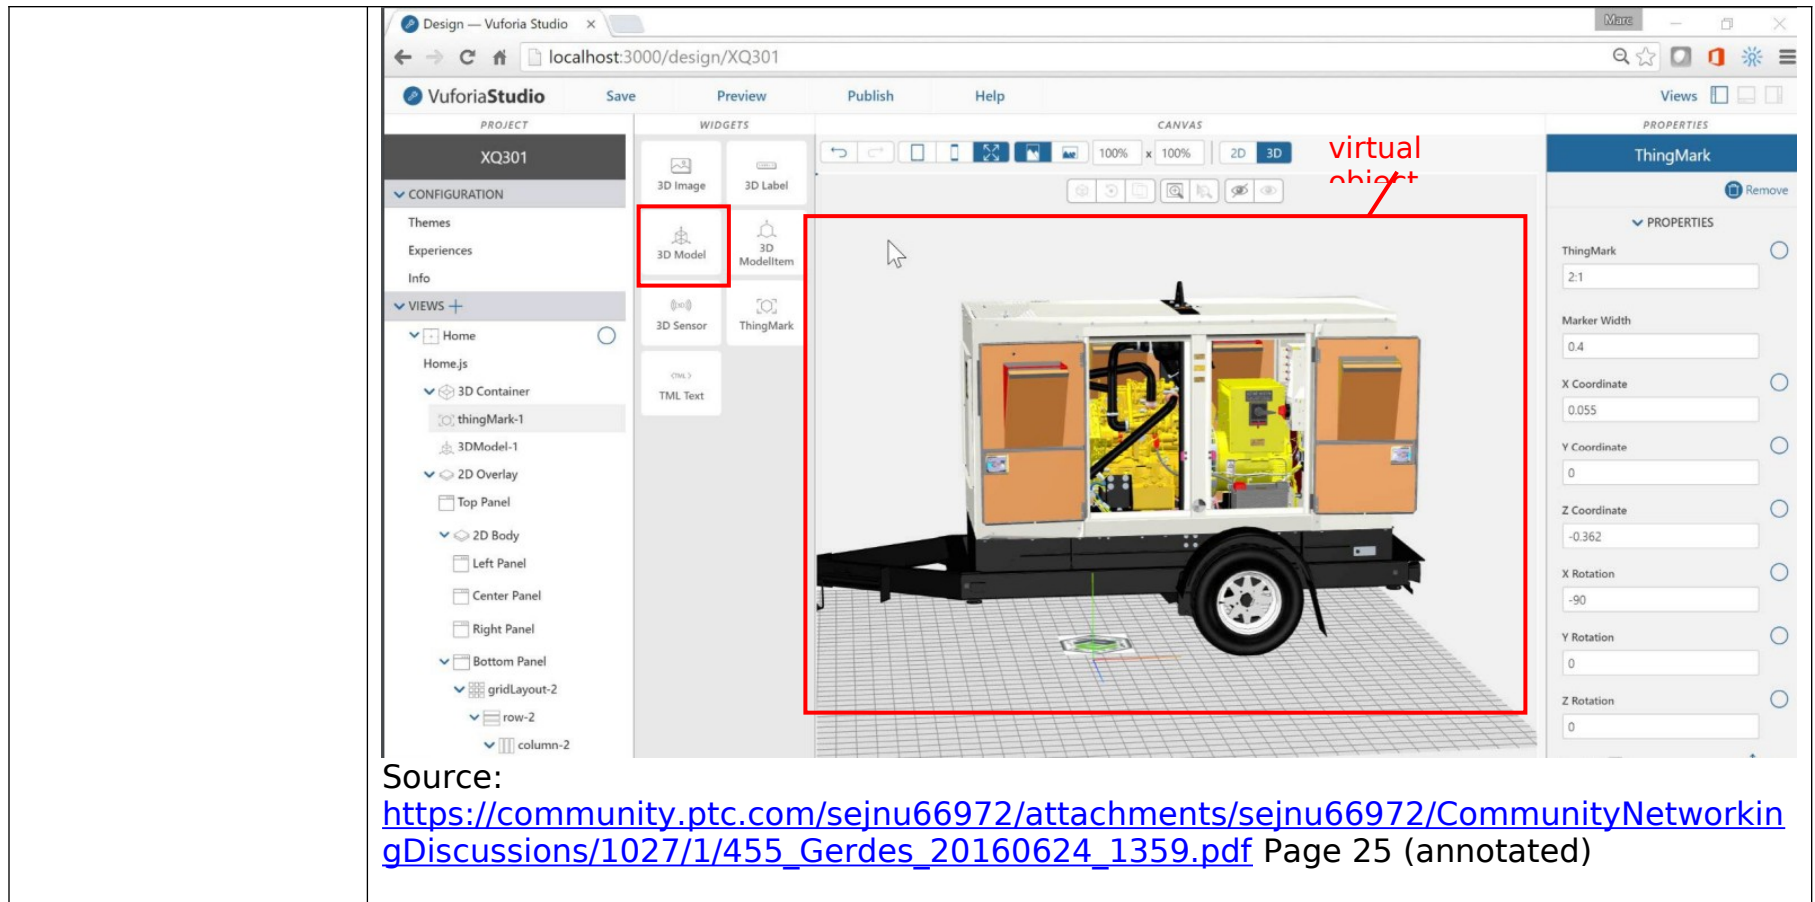 Design — Vuforia Studio
Marc
localhost:3000/design/XQ301
VuforiaStudio Save Preview Publish Help Views
PROJECT WIDGETS CANVAS PROPERTIES
XQ301
CONFIGURATION
Themes
Experiences
Info
VIEWS
Home
Home.js
3D Container
thingMark-1
3DModel-1
2D Overlay
Top Panel
2D Body
Left Panel
Center Panel
Right Panel
Bottom Panel
gridLayout-2
row-2
column-2
3D Image
3D Label
3D Model
3D
ModelItem
3D Sensor
ThingMark
TML Text
100% x 100% 2D 3D
virtual
object
ThingMark
Remove
PROPERTIES
ThingMark
2:1
Marker Width
0.4
X Coordinate
0.055
Y Coordinate
0
Z Coordinate
-0.362
X Rotation
-90
Y Rotation
0
Z Rotation
0
Source:
https://community.ptc.com/sejnu66972/attachments/sejnu66972/CommunityNetworkin
gDiscussions/1027/1/455_Gerdes_20160624_1359.pdf Page 25 (annotated)